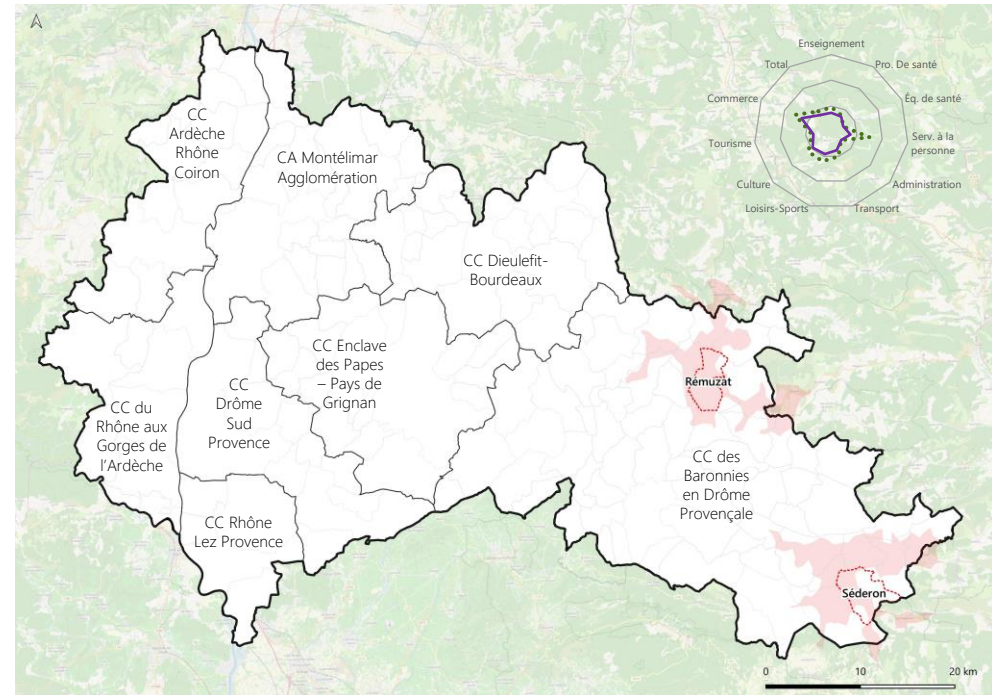 Enseignement
Total
Pro. De santé
Commerce
Éq. de santé
Tourisme
Serv. à la
personne
Culture
Administration
Loisirs-Sports
Transport
CC
Ardèche
Rhône
Coiron
CA Montélimar
Agglomération
CC Dieulefit-
Bourdeaux
CC Enclave
des Papes
– Pays de
Grignan
CC
Drôme
Sud
Provence
CC du
Rhône aux
Gorges de
l’Ardèche
CC Rhône
Lez Provence
Rémuzat
CC des
Baronnies
en Drôme
Provençale
Séderon
0 10 20 km